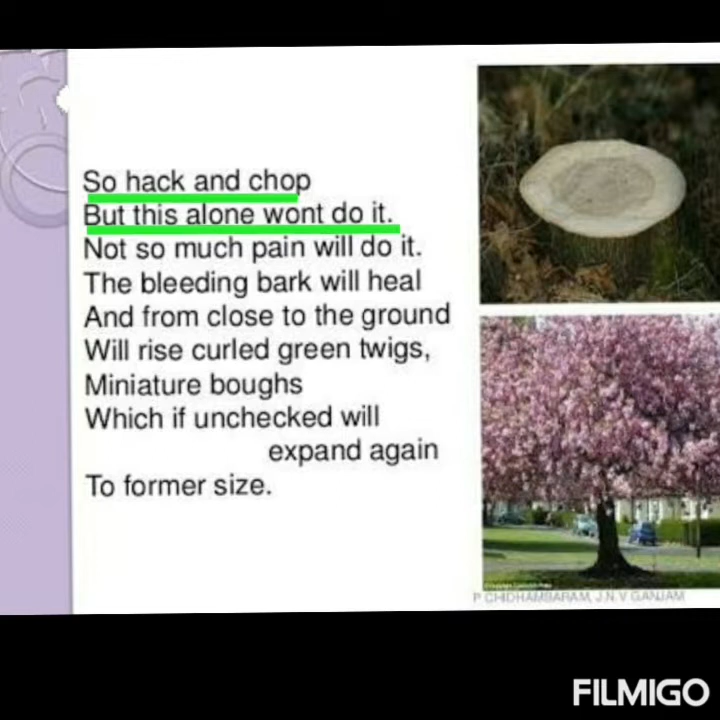 So hack and chop
But this alone wont do it.
Not so much pain will do it.
The bleeding bark will heal
And from close to the ground
Will rise curled green twigs,
Miniature boughs
Which if unchecked will
expand again
To former size.
P CHIDHAMBARAM, J.N.V GANJAM
FILMIGO